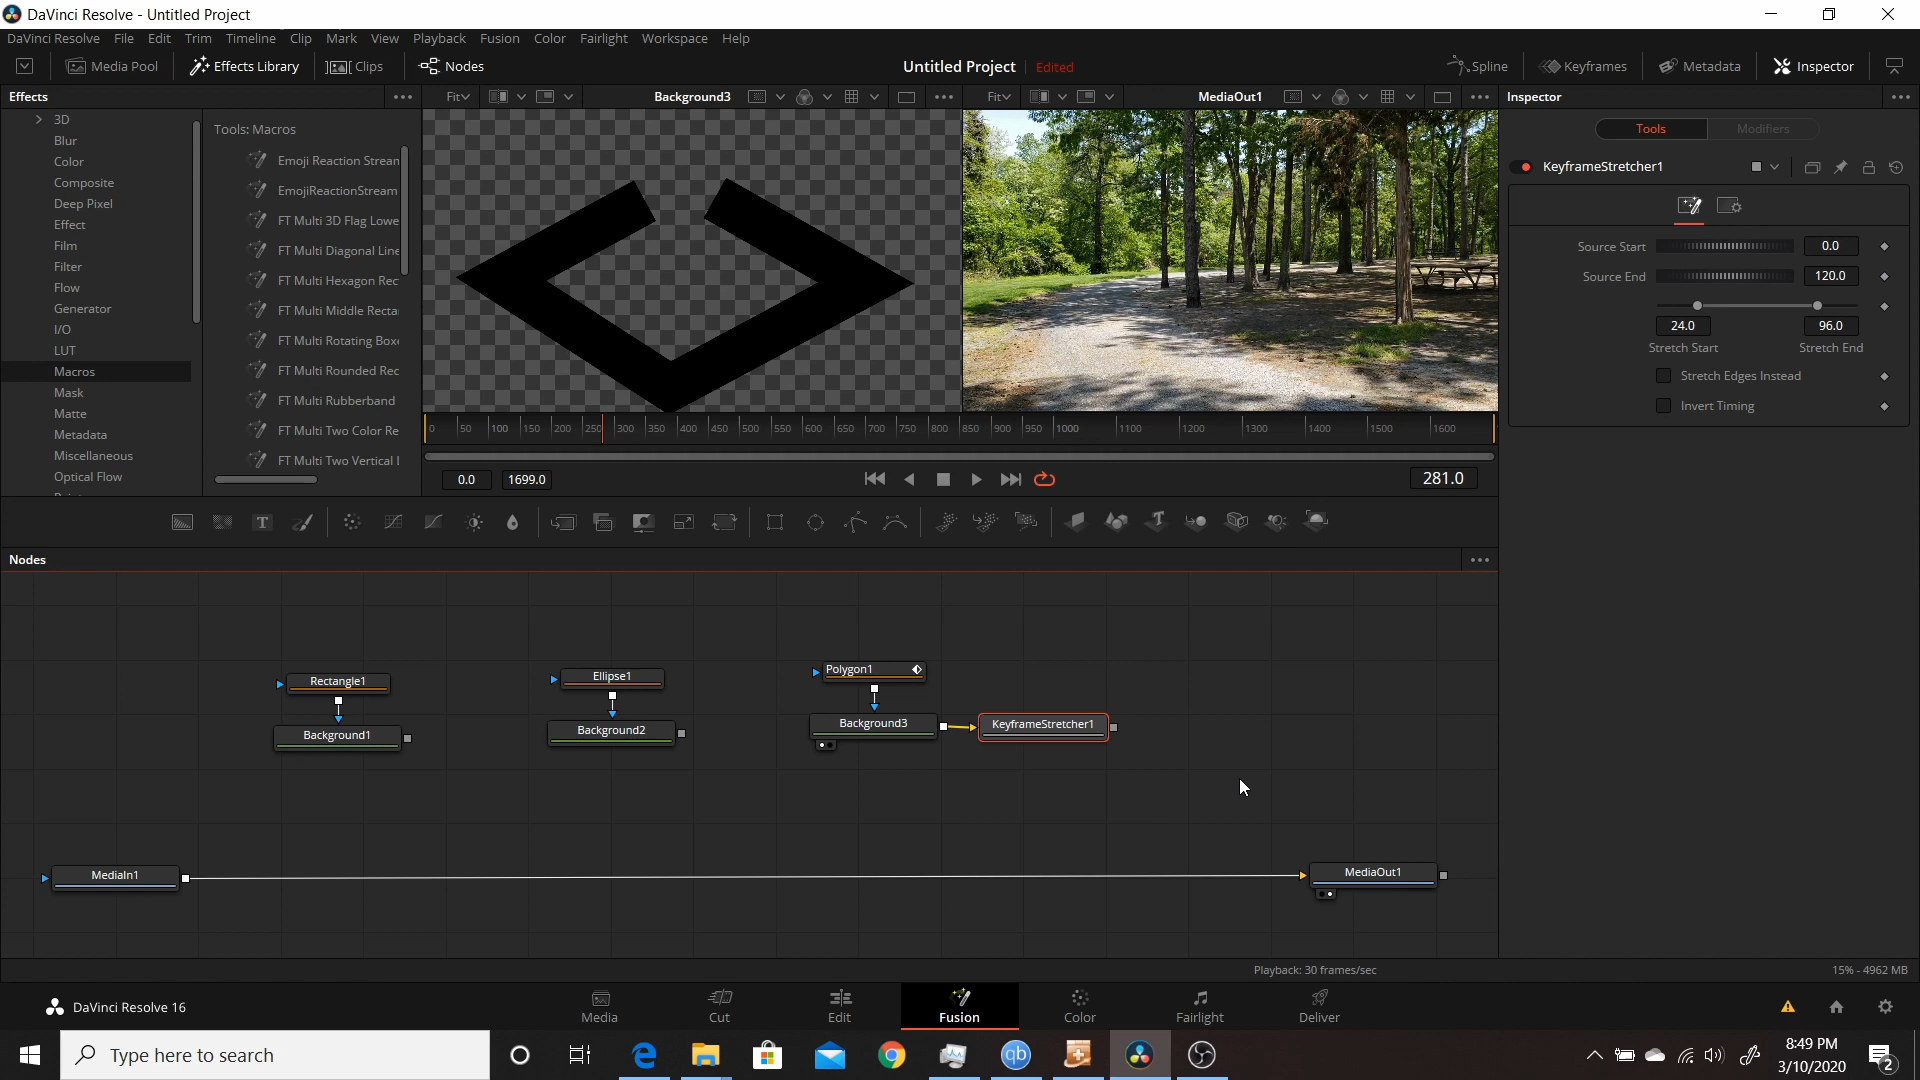 DaVinci Resolve - Untitled Project
DaVinci Resolve File Edit Trim Timeline Clip Mark View Playback Fusion Color Fairlight Workspace Help
Media Pool Effects Library Clips Nodes Untitled Project Edited Spline Keyframes Metadata Inspector
Effects Fit Background3 Fit MediaOut1 Inspector
3D
Blur
Color
Composite
Deep Pixel
Effect
Film
Filter
Flow
Generator
I/O
LUT
Macros
Mask
Matte
Metadata
Miscellaneous
Optical Flow
Tools: Macros
Emoji Reaction Strean
EmojiReactionStream
FT Multi 3D Flag Lowe
FT Multi Diagonal Line
FT Multi Hexagon Rec
FT Multi Middle Recta
FT Multi Rotating Box
FT Multi Rounded Rec
FT Multi Rubberband
FT Multi Two Color Re
FT Multi Two Vertical
0 50 100 150 200 250 300 350 400 450 500 600 650 700 750 800 850 900 950 1000 1100 1200 1300 1400 1500 1600
0.0 1699.0 281.0
Tools Modifiers
KeyframeStretcher1
Source Start 0.0
Source End 120.0
24.0 96.0
Stretch Start Stretch End
Stretch Edges Instead
Invert Timing
Nodes
Rectangle1
Background1
Ellipse1
Background2
Polygon1
Background3
KeyframeStretcher1
MediaIn1
MediaOut1
Playback: 30 frames/sec 15% - 4962 MB
DaVinci Resolve 16 Media Cut Edit Fusion Color Fairlight Deliver
Type here to search
qb
8:49 PM
3/10/2020
2